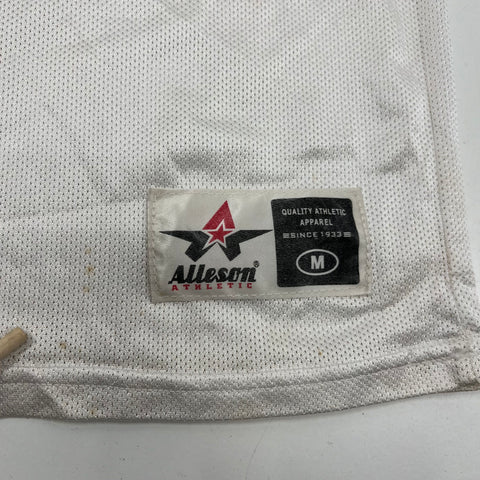 Alleson®
ATHLETIC
QUALITY ATHLETIC
APPAREL
SINCE 1933
M